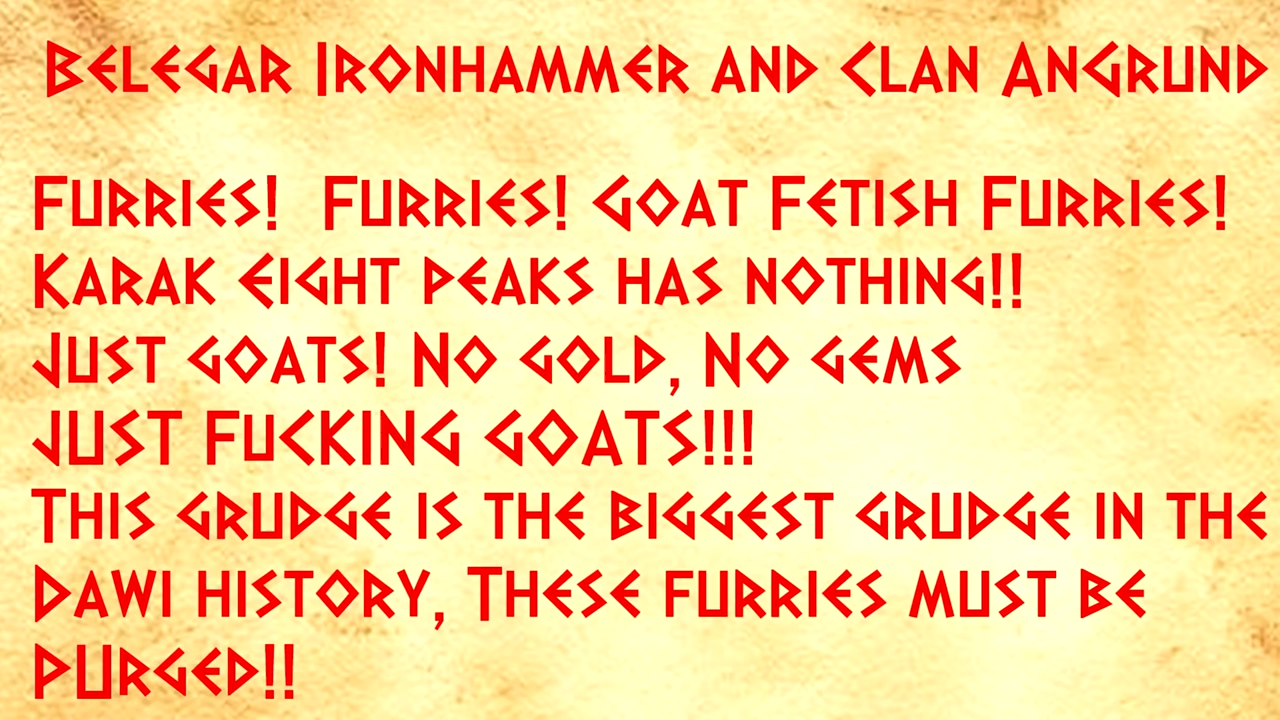 Belegar Ironhammer and Clan AnGrund
Furries! Furries! Goat Fetish Furries!
Karak Eight peaks has nothing!!
Just goats! No gold, No gems
JUST FuCKING GOATS!!!
This grudge is the biggest grudge in the
Dawi history, These furries must be
PUrged!!